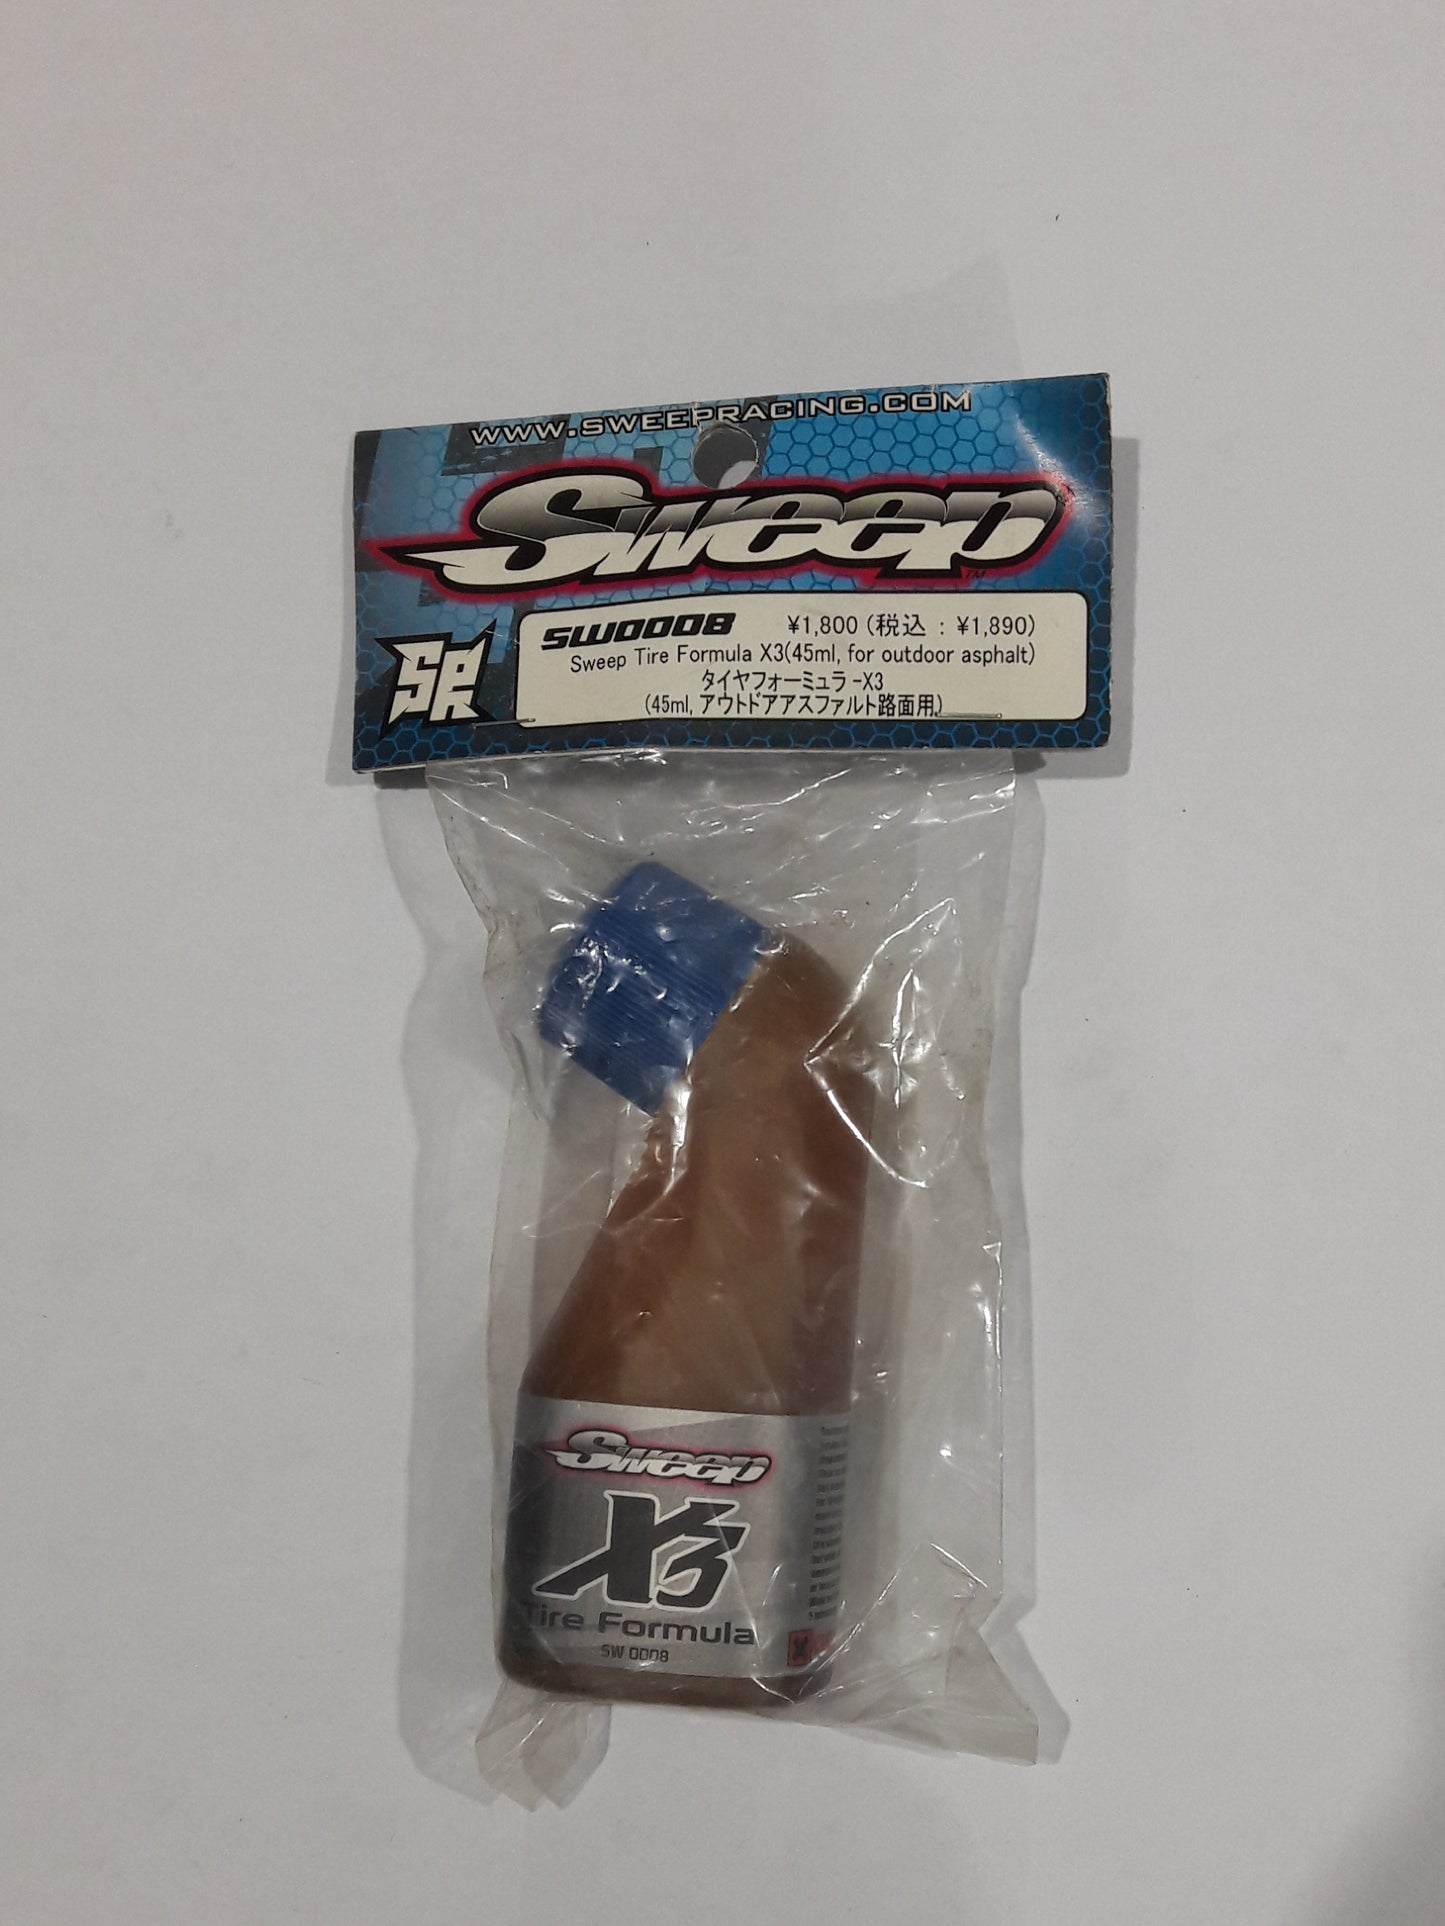 WWW.SWEEPRACING.COM
Sweep
TM
SPR
SW0008 ¥1,800 (税込 : ¥1,890)
Sweep Tire Formula X3(45ml, for outdoor asphalt)
タイヤフォーミュラ-X3
(45ml, アウトドアアスファルト路面用)
Sweep
X3
Tire Formula
SW 0008